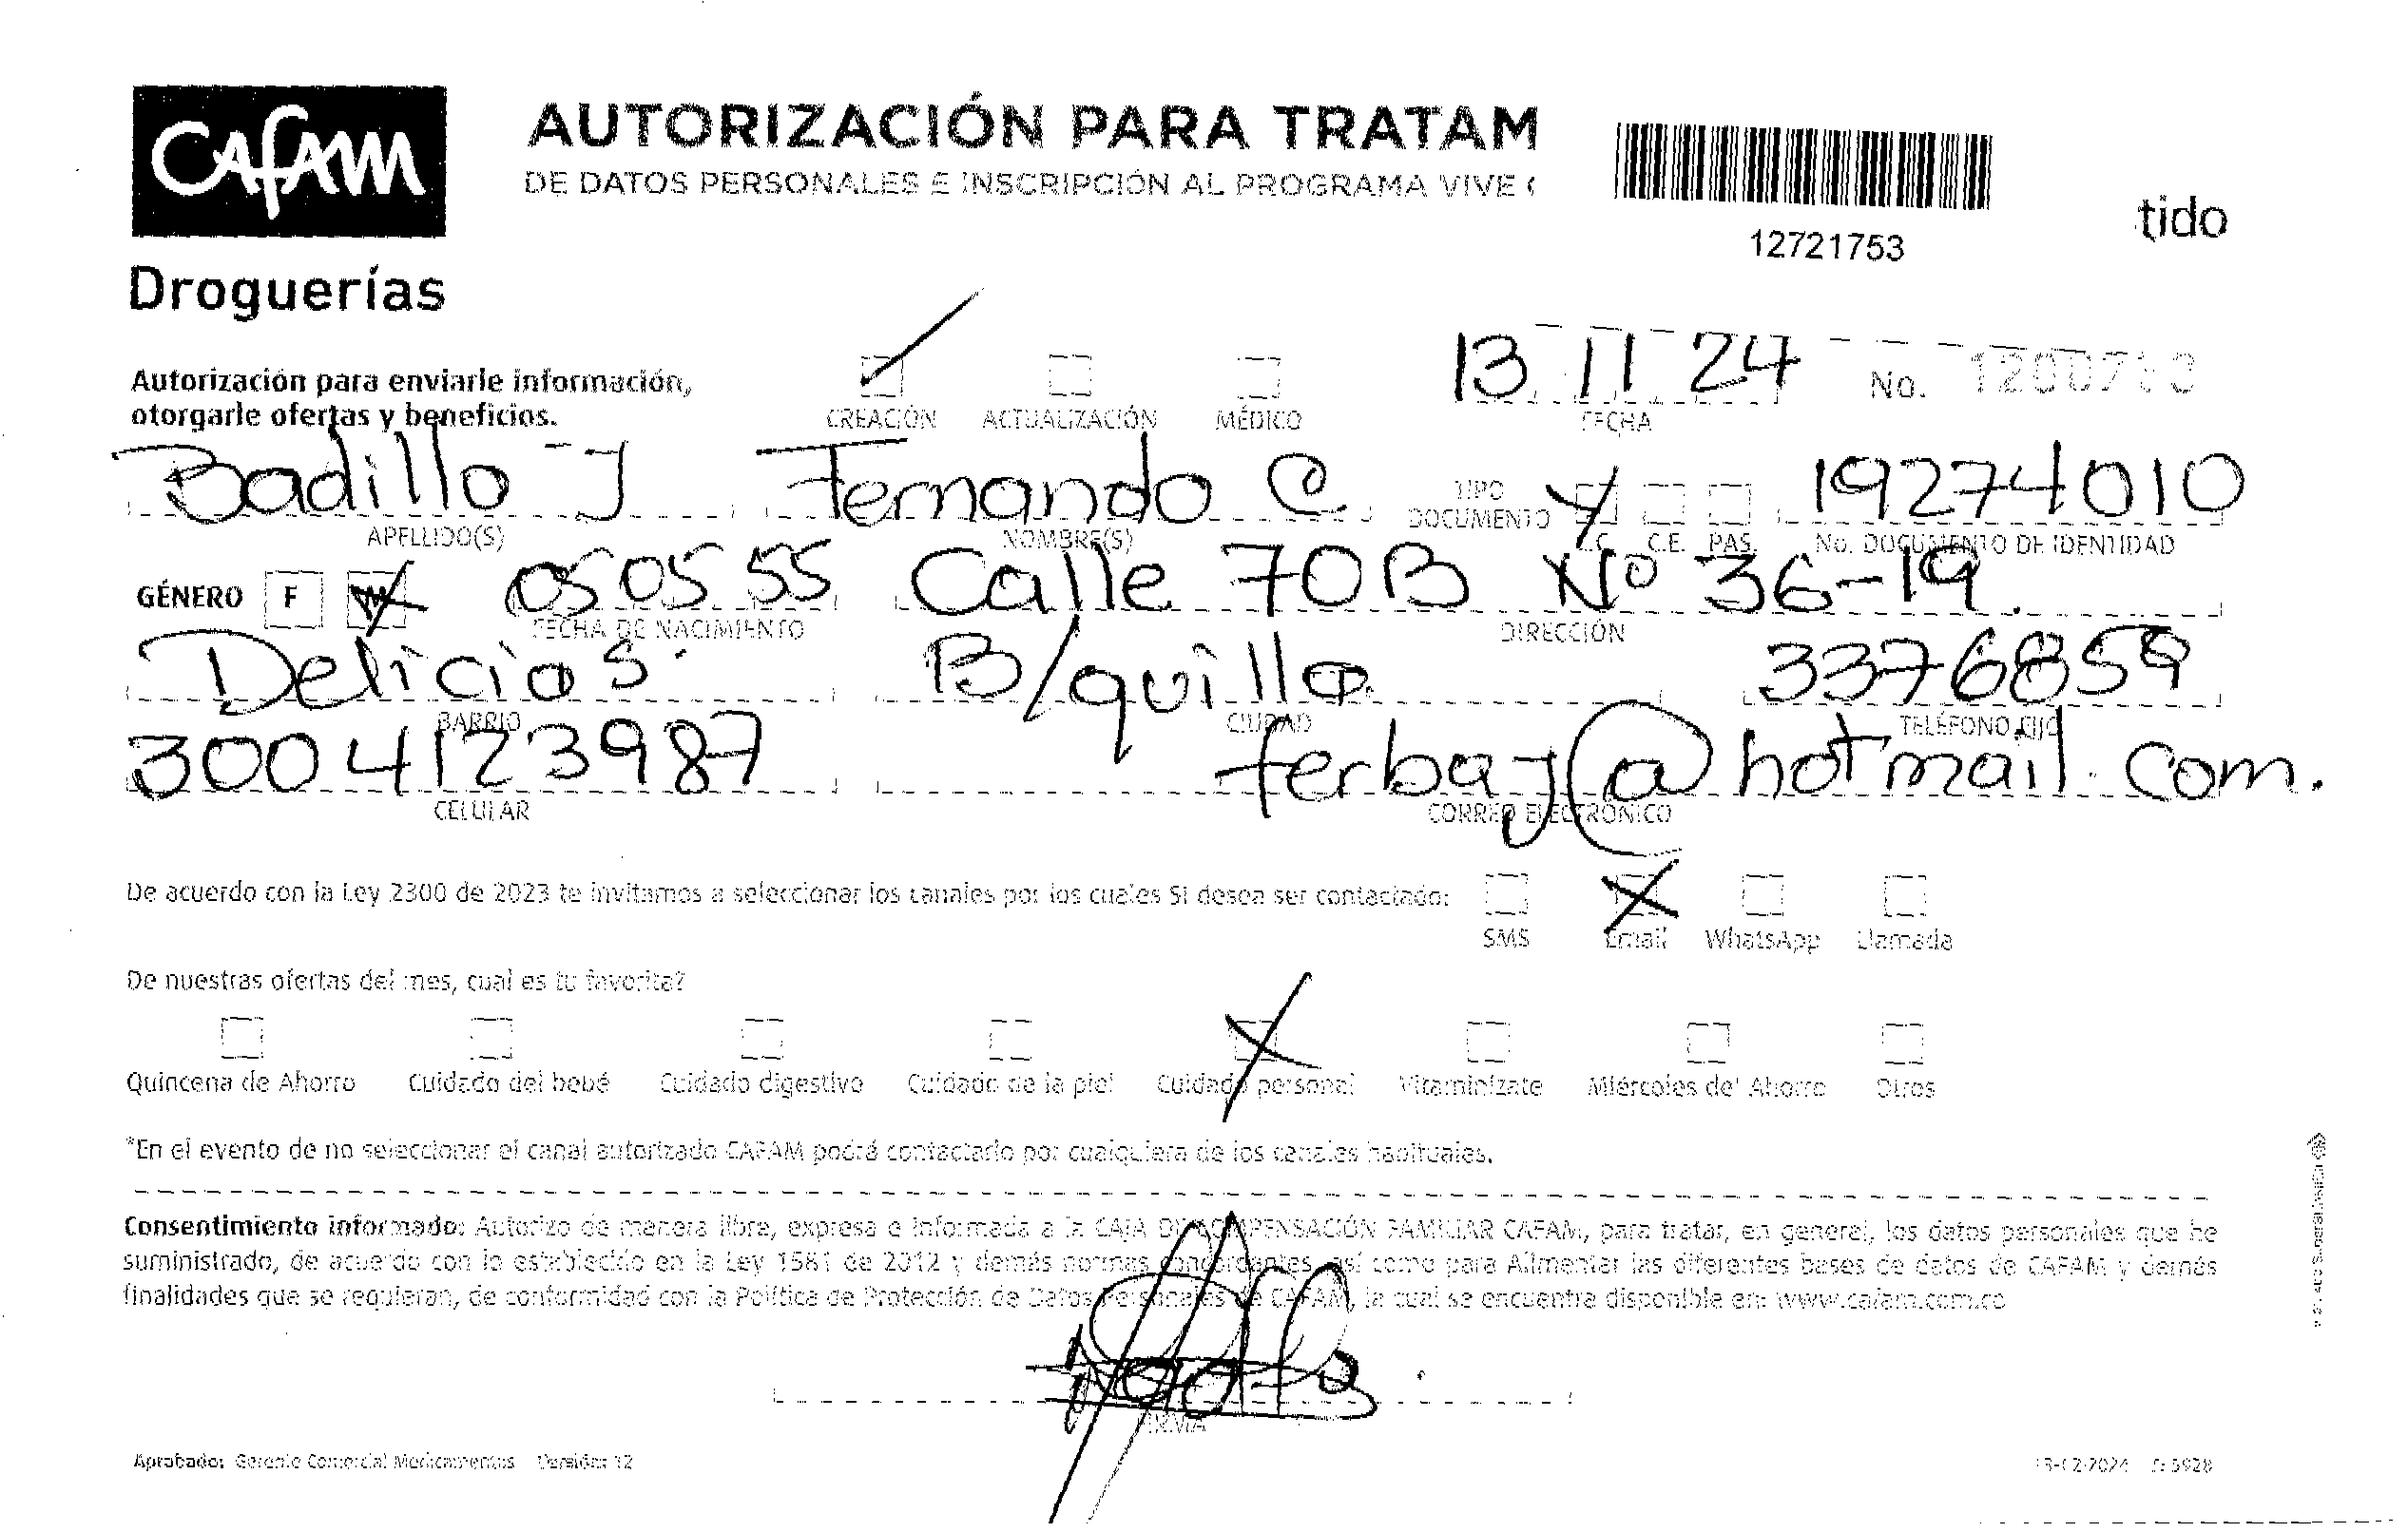 CAFAM
Droguerías
AUTORIZACIÓN PARA TRATAM
DE DATOS PERSONALES E INSCRIPCIÓN AL PROGRAMA VIVE
12721753
tido
Autorización para enviarle información,
otorgarle ofertas y beneficios.
CREACIÓN ACTUALIZACIÓN MÉDICO
13 11 24
FECHA
No.
Badillo J Fernando C
APELLIDO(S) NOMBRE(S)
TIPO
DOCUMENTO
C.C. C.E. PAS.
19274010
No. DOCUMENTO DE IDENTIDAD
GÉNERO F M
05 05 55
FECHA DE NACIMIENTO
Calle 70B Nº 36-19.
DIRECCIÓN
Delicias. B/quilla 3376859
BARRIO CIUDAD TELÉFONO FIJO
3004123987 ferbaj@hotmail.com.
CELULAR CORREO ELECTRÓNICO
De acuerdo con la Ley 2300 de 2023 te invitamos a seleccionar los canales por los cuales SI desea ser contactado:
SMS Email WhatsApp Llamada
De nuestras ofertas del mes, cual es tu favorita?
Quincena de Ahorro Cuidado del bebé Cuidado digestivo Cuidado de la piel Cuidado personal Vitaminízate Miércoles del Ahorro Otros
*En el evento de no seleccionar el canal autorizado CAFAM podrá contactarlo por cualquiera de los canales habituales.
Consentimiento informado: Autorizo de manera libre, expresa e informada a la CAJA DE COMPENSACIÓN FAMILIAR CAFAM, para tratar, en general, los datos personales que he
suministrado, de acuerdo con lo establecido en la Ley 1581 de 2012 y demás normas concordantes, así como para Alimentar las diferentes bases de datos de CAFAM y demás
finalidades que se requieran, de conformidad con la Política de Protección de Datos Personales de CAFAM, la cual se encuentra disponible en: www.cafam.com.co
FIRMA
Aprobado: Gerente Comercial Medicamentos Versión: 12